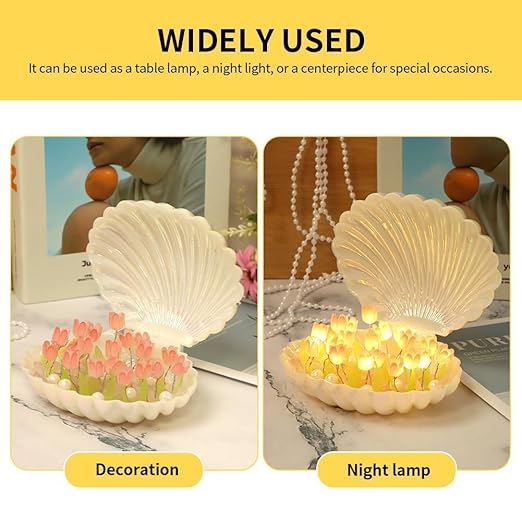 WIDELY USED
It can be used as a table lamp, a night light, or a centerpiece for special occasions.
Decoration
Night lamp